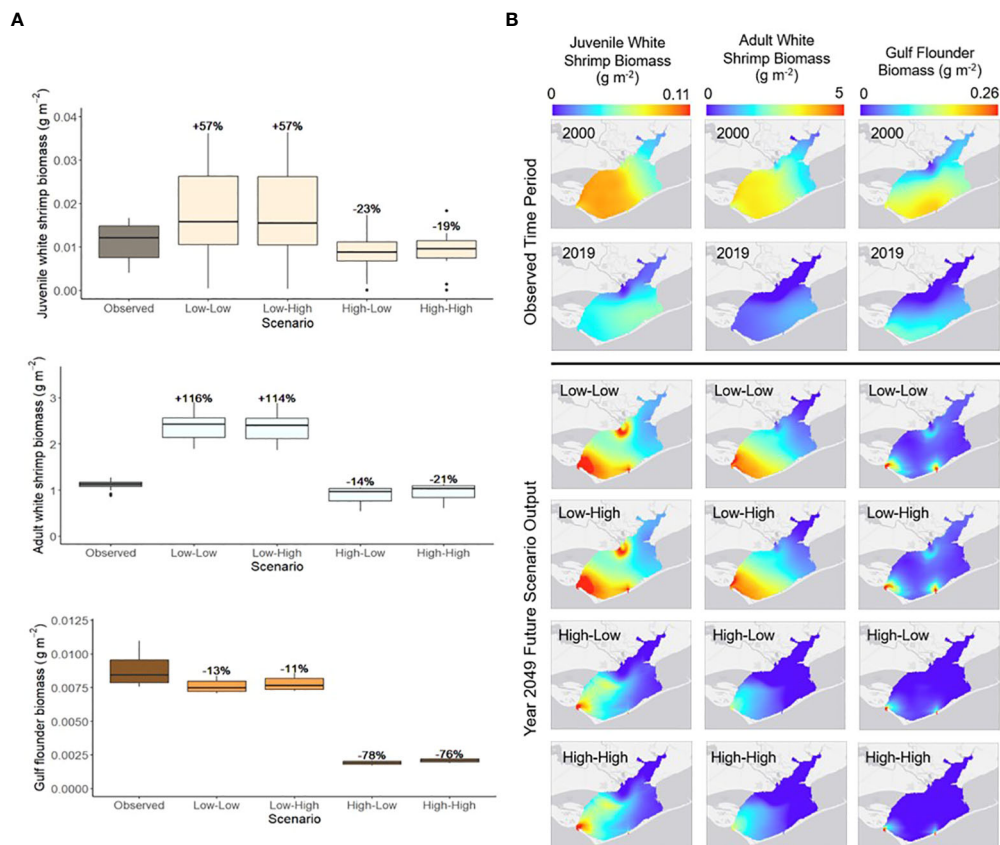 A
Juvenile white shrimp biomass (g m⁻²)
0.04
0.03
0.02
0.01
0.00
+57%
+57%
-23%
-19%
Observed
Low-Low
Low-High
High-Low
High-High
Scenario
Adult white shrimp biomass (g m⁻²)
3
2
1
0
+116%
+114%
-14%
-21%
Observed
Low-Low
Low-High
High-Low
High-High
Scenario
Gulf flounder biomass (g m⁻²)
0.0125
0.0100
0.0075
0.0050
0.0025
0.0000
-13%
-11%
-78%
-76%
Observed
Low-Low
Low-High
High-Low
High-High
Scenario
B
Juvenile White
Shrimp Biomass
(g m⁻²)
0 0.11
Adult White
Shrimp Biomass
(g m⁻²)
0 5
Gulf Flounder
Biomass (g m⁻²)
0 0.26
Observed Time Period
2000
2000
2000
2019
2019
2019
Year 2049 Future Scenario Output
Low-Low
Low-Low
Low-Low
Low-High
Low-High
Low-High
High-Low
High-Low
High-Low
High-High
High-High
High-High